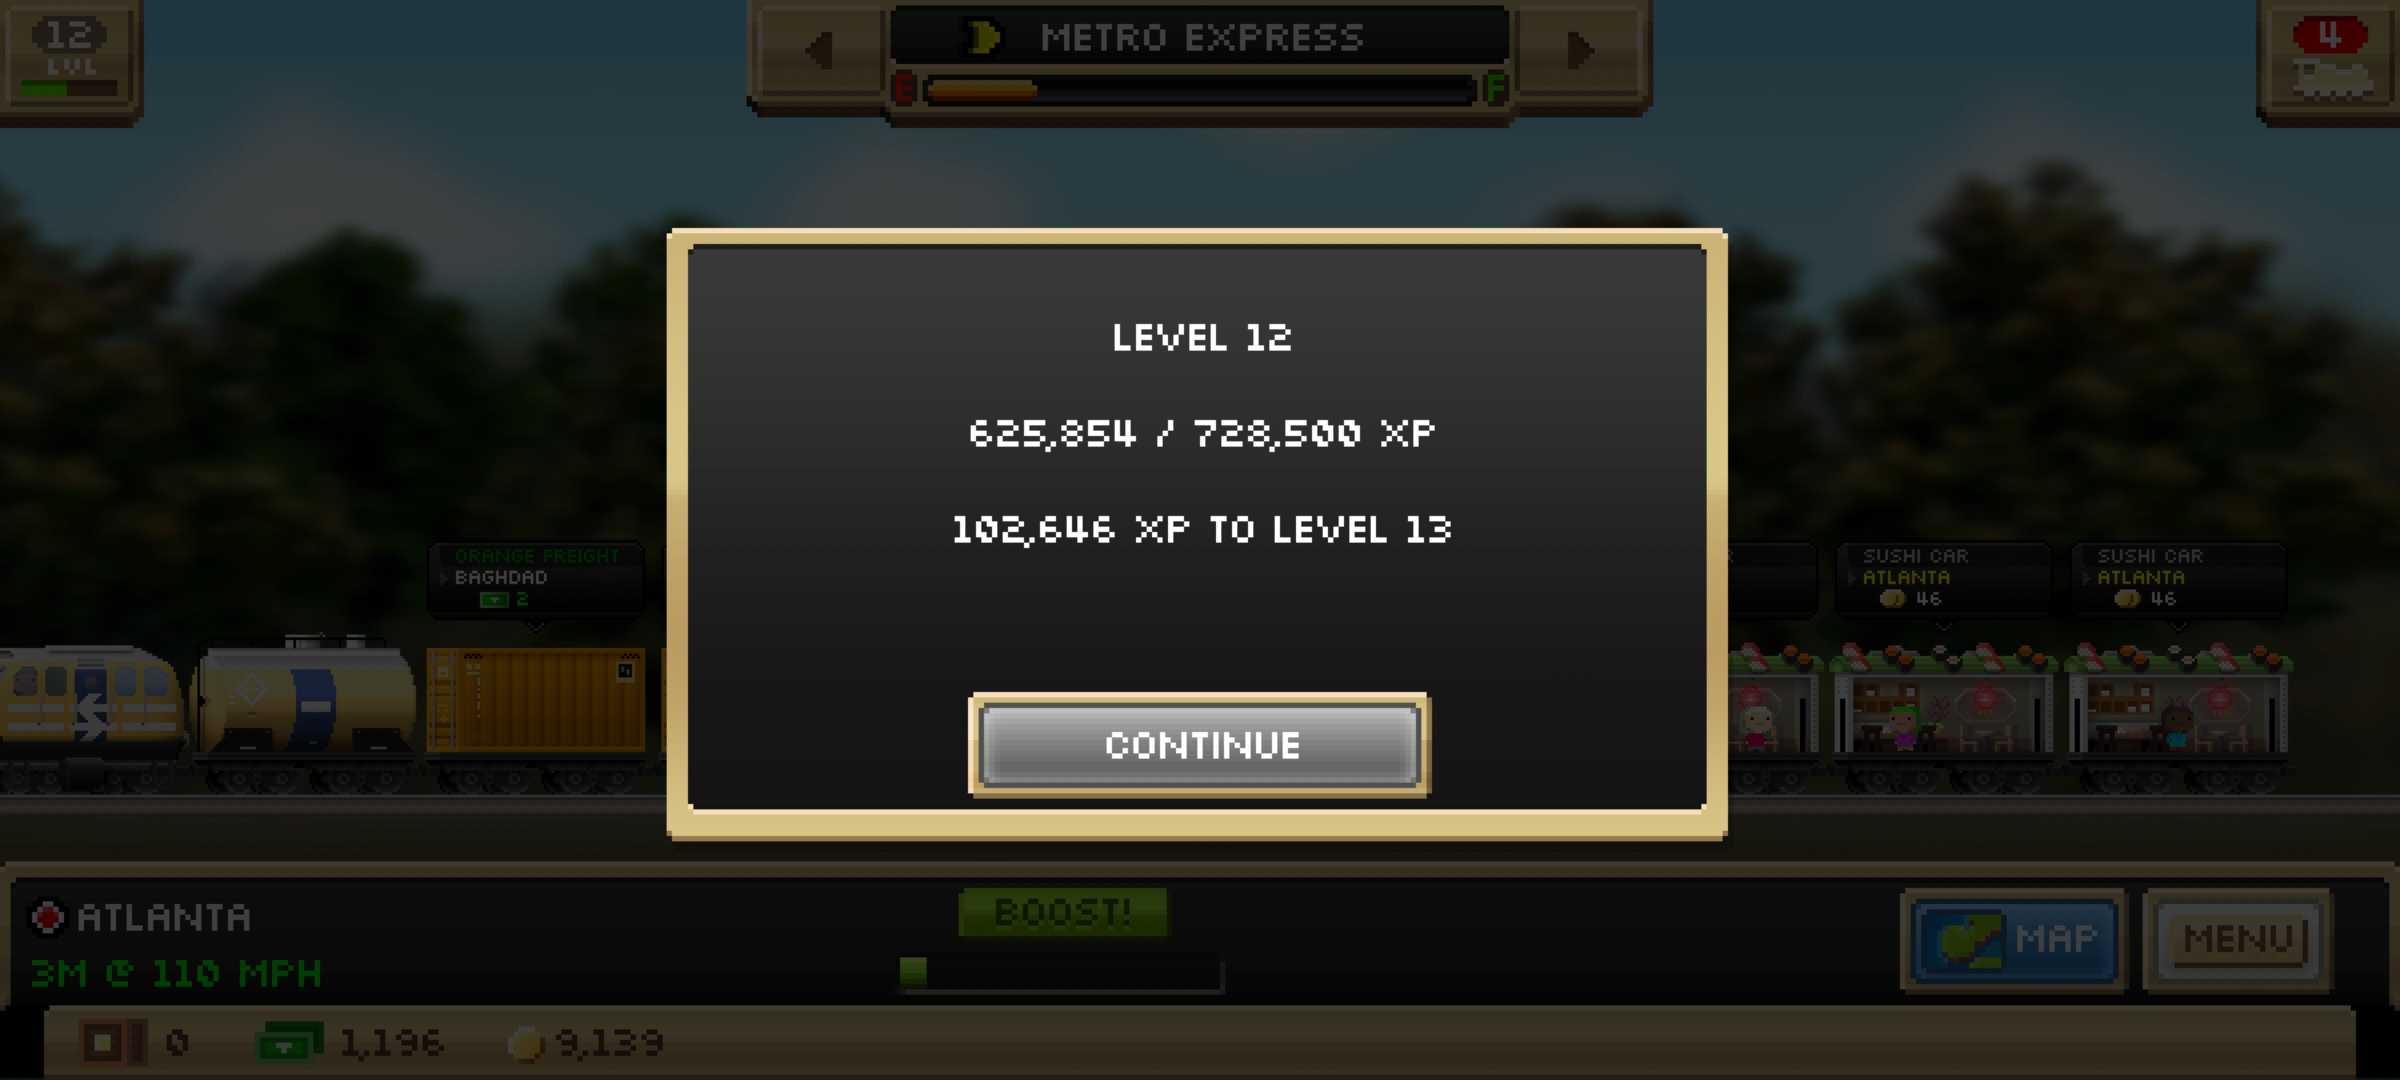 12
LVL
METRO EXPRESS
E F
4
LEVEL 12
625,854 / 728,500 XP
102,646 XP TO LEVEL 13
CONTINUE
ORANGE FREIGHT
BAGHDAD
2
SUSHI CAR
ATLANTA
46
SUSHI CAR
ATLANTA
46
ATLANTA
3M @ 110 MPH
BOOST!
MAP
MENU
0 1,196 9,139